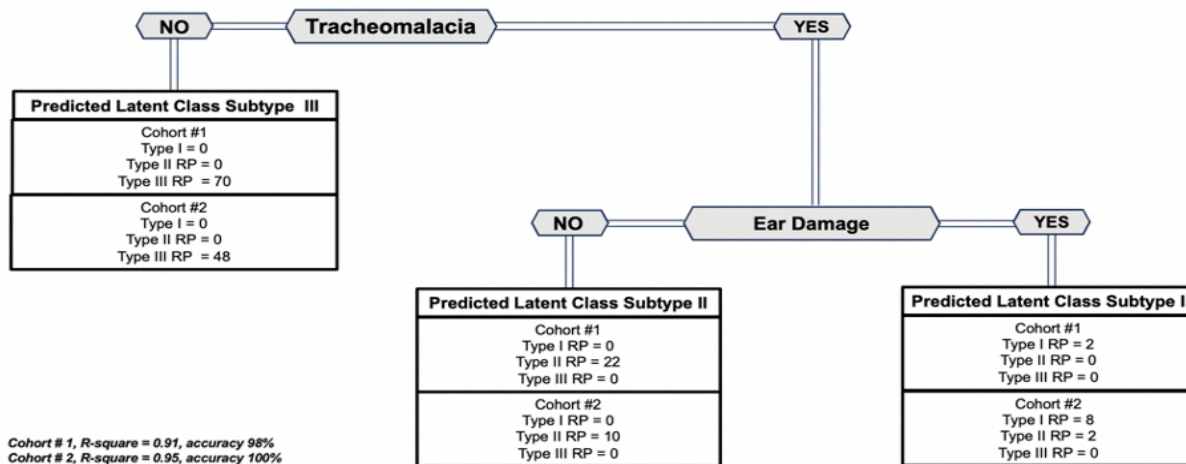 NO
Tracheomalacia
YES
Predicted Latent Class Subtype III
Cohort #1
Type I = 0
Type II RP = 0
Type III RP = 70
Cohort #2
Type I = 0
Type II RP = 0
Type III RP = 48
NO
Ear Damage
YES
Predicted Latent Class Subtype II
Cohort #1
Type I RP = 0
Type II RP = 22
Type III RP = 0
Cohort #2
Type I RP = 0
Type II RP = 10
Type III RP = 0
Predicted Latent Class Subtype I
Cohort #1
Type I RP = 2
Type II RP = 0
Type III RP = 0
Cohort #2
Type I RP = 8
Type II RP = 2
Type III RP = 0
Cohort # 1, R-square = 0.91, accuracy 98%
Cohort # 2, R-square = 0.95, accuracy 100%